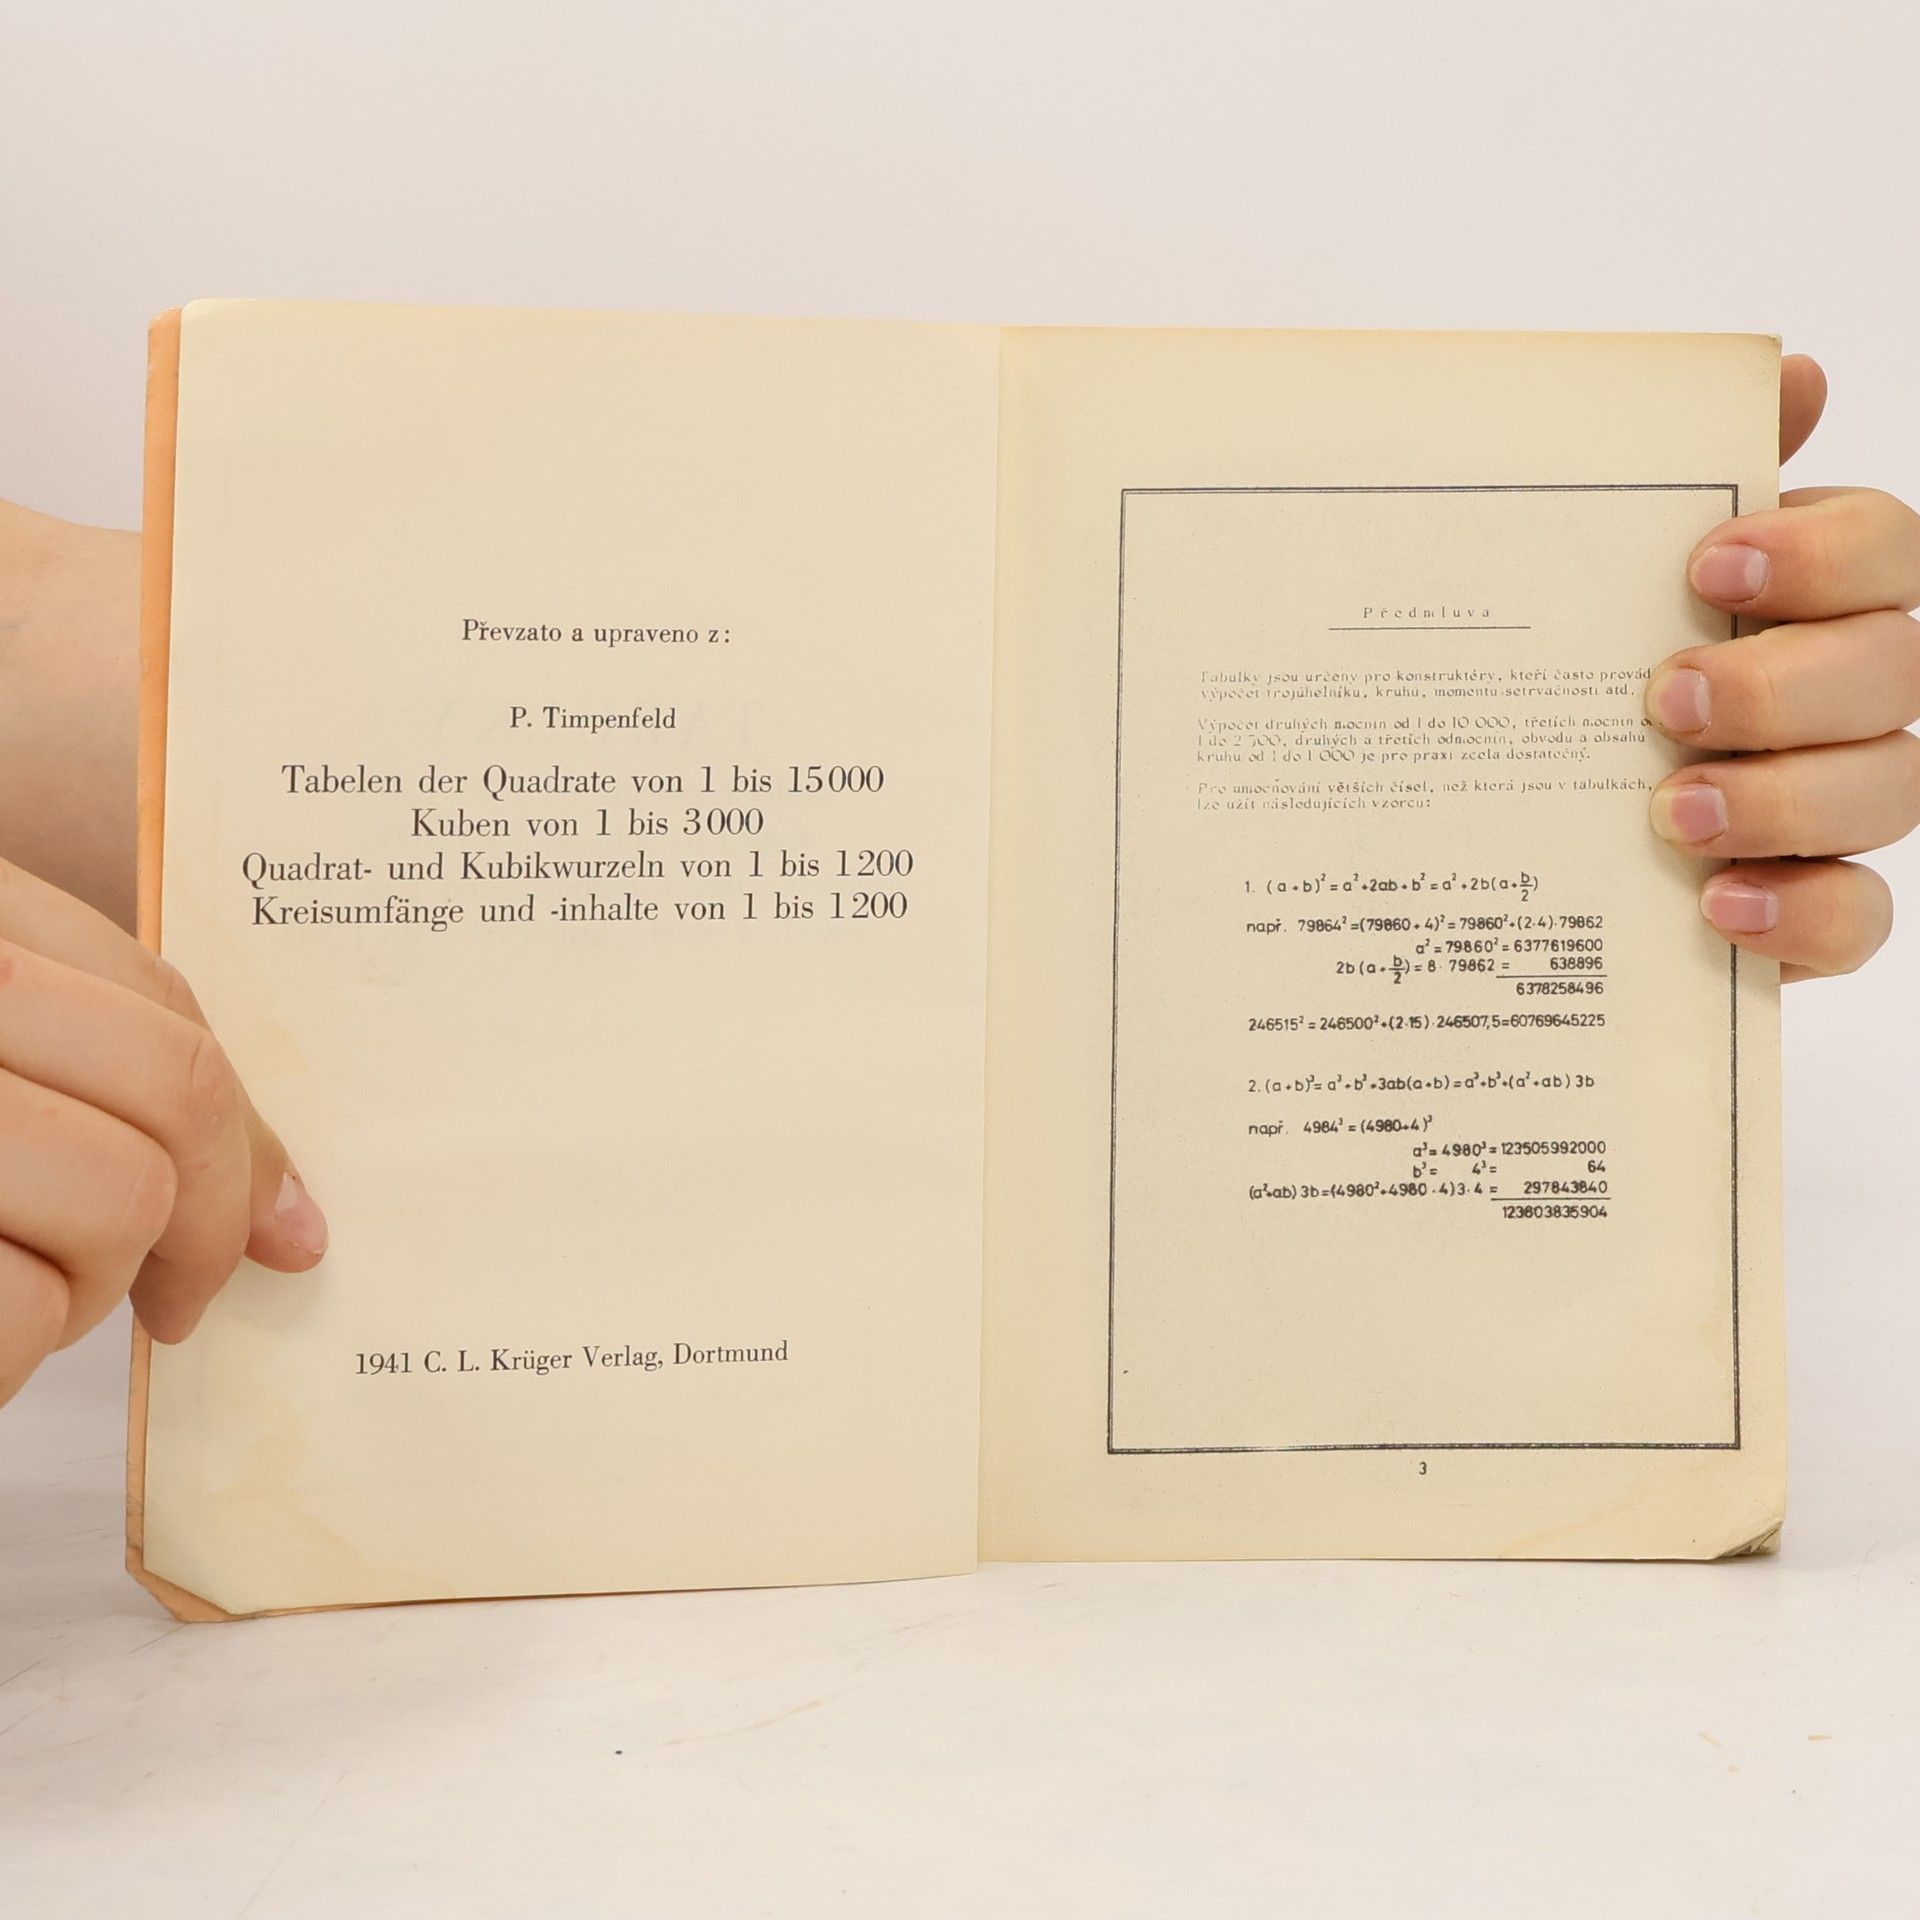 Převzato a upraveno z:
P. Timpenfeld
Tabelen der Quadrate von 1 bis 15000
Kuben von 1 bis 3000
Quadrat- und Kubikwurzeln von 1 bis 1200
Kreisumfänge und -inhalte von 1 bis 1200
1941 C. L. Krüger Verlag, Dortmund
Předmluva
Tabulky jsou určeny pro konstruktéry, kteří často provád
výpočet trojúhelníku, kruhu, momentu setrvačnosti atd.
Výpočet druhých mocnin od 1 do 10 000, třetích mocnin
1 do 2 500, druhých a třetích odmocnin, obvodu a obsahu
kruhu od 1 do 1 000 je pro praxi zcela dostatečný.
Pro umocňování větších čísel, než která jsou v tabulkách,
lze užít následujících vzorců:
1. (a+b)²=a²+2ab+b²=a²+2b(a+b/2)
např. 79864²=(79860+4)²=79860²+(2·4)·79862
a²=79860²=6377619600
2b(a+b/2)=8·79862= 638896
6378258496
246515²=246500²+(2·15)·246507,5=60769645225
2. (a+b)³=a³+b³+3ab(a+b)=a³+b³+(a²+ab)3b
např. 4984³=(4980+4)³
a³=4980³=123505992000
b³= 4³= 64
(a²+ab)3b=(4980²+4980·4)3·4= 297843840
123803835904
3